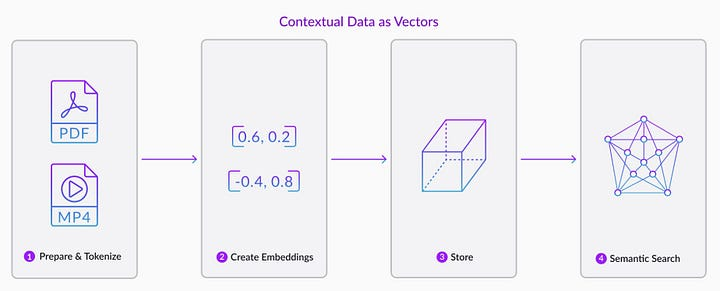 Contextual Data as Vectors
PDF
MP4
1 Prepare & Tokenize
[0.6, 0.2]
[-0.4, 0.8]
2 Create Embeddings
3 Store
4 Semantic Search